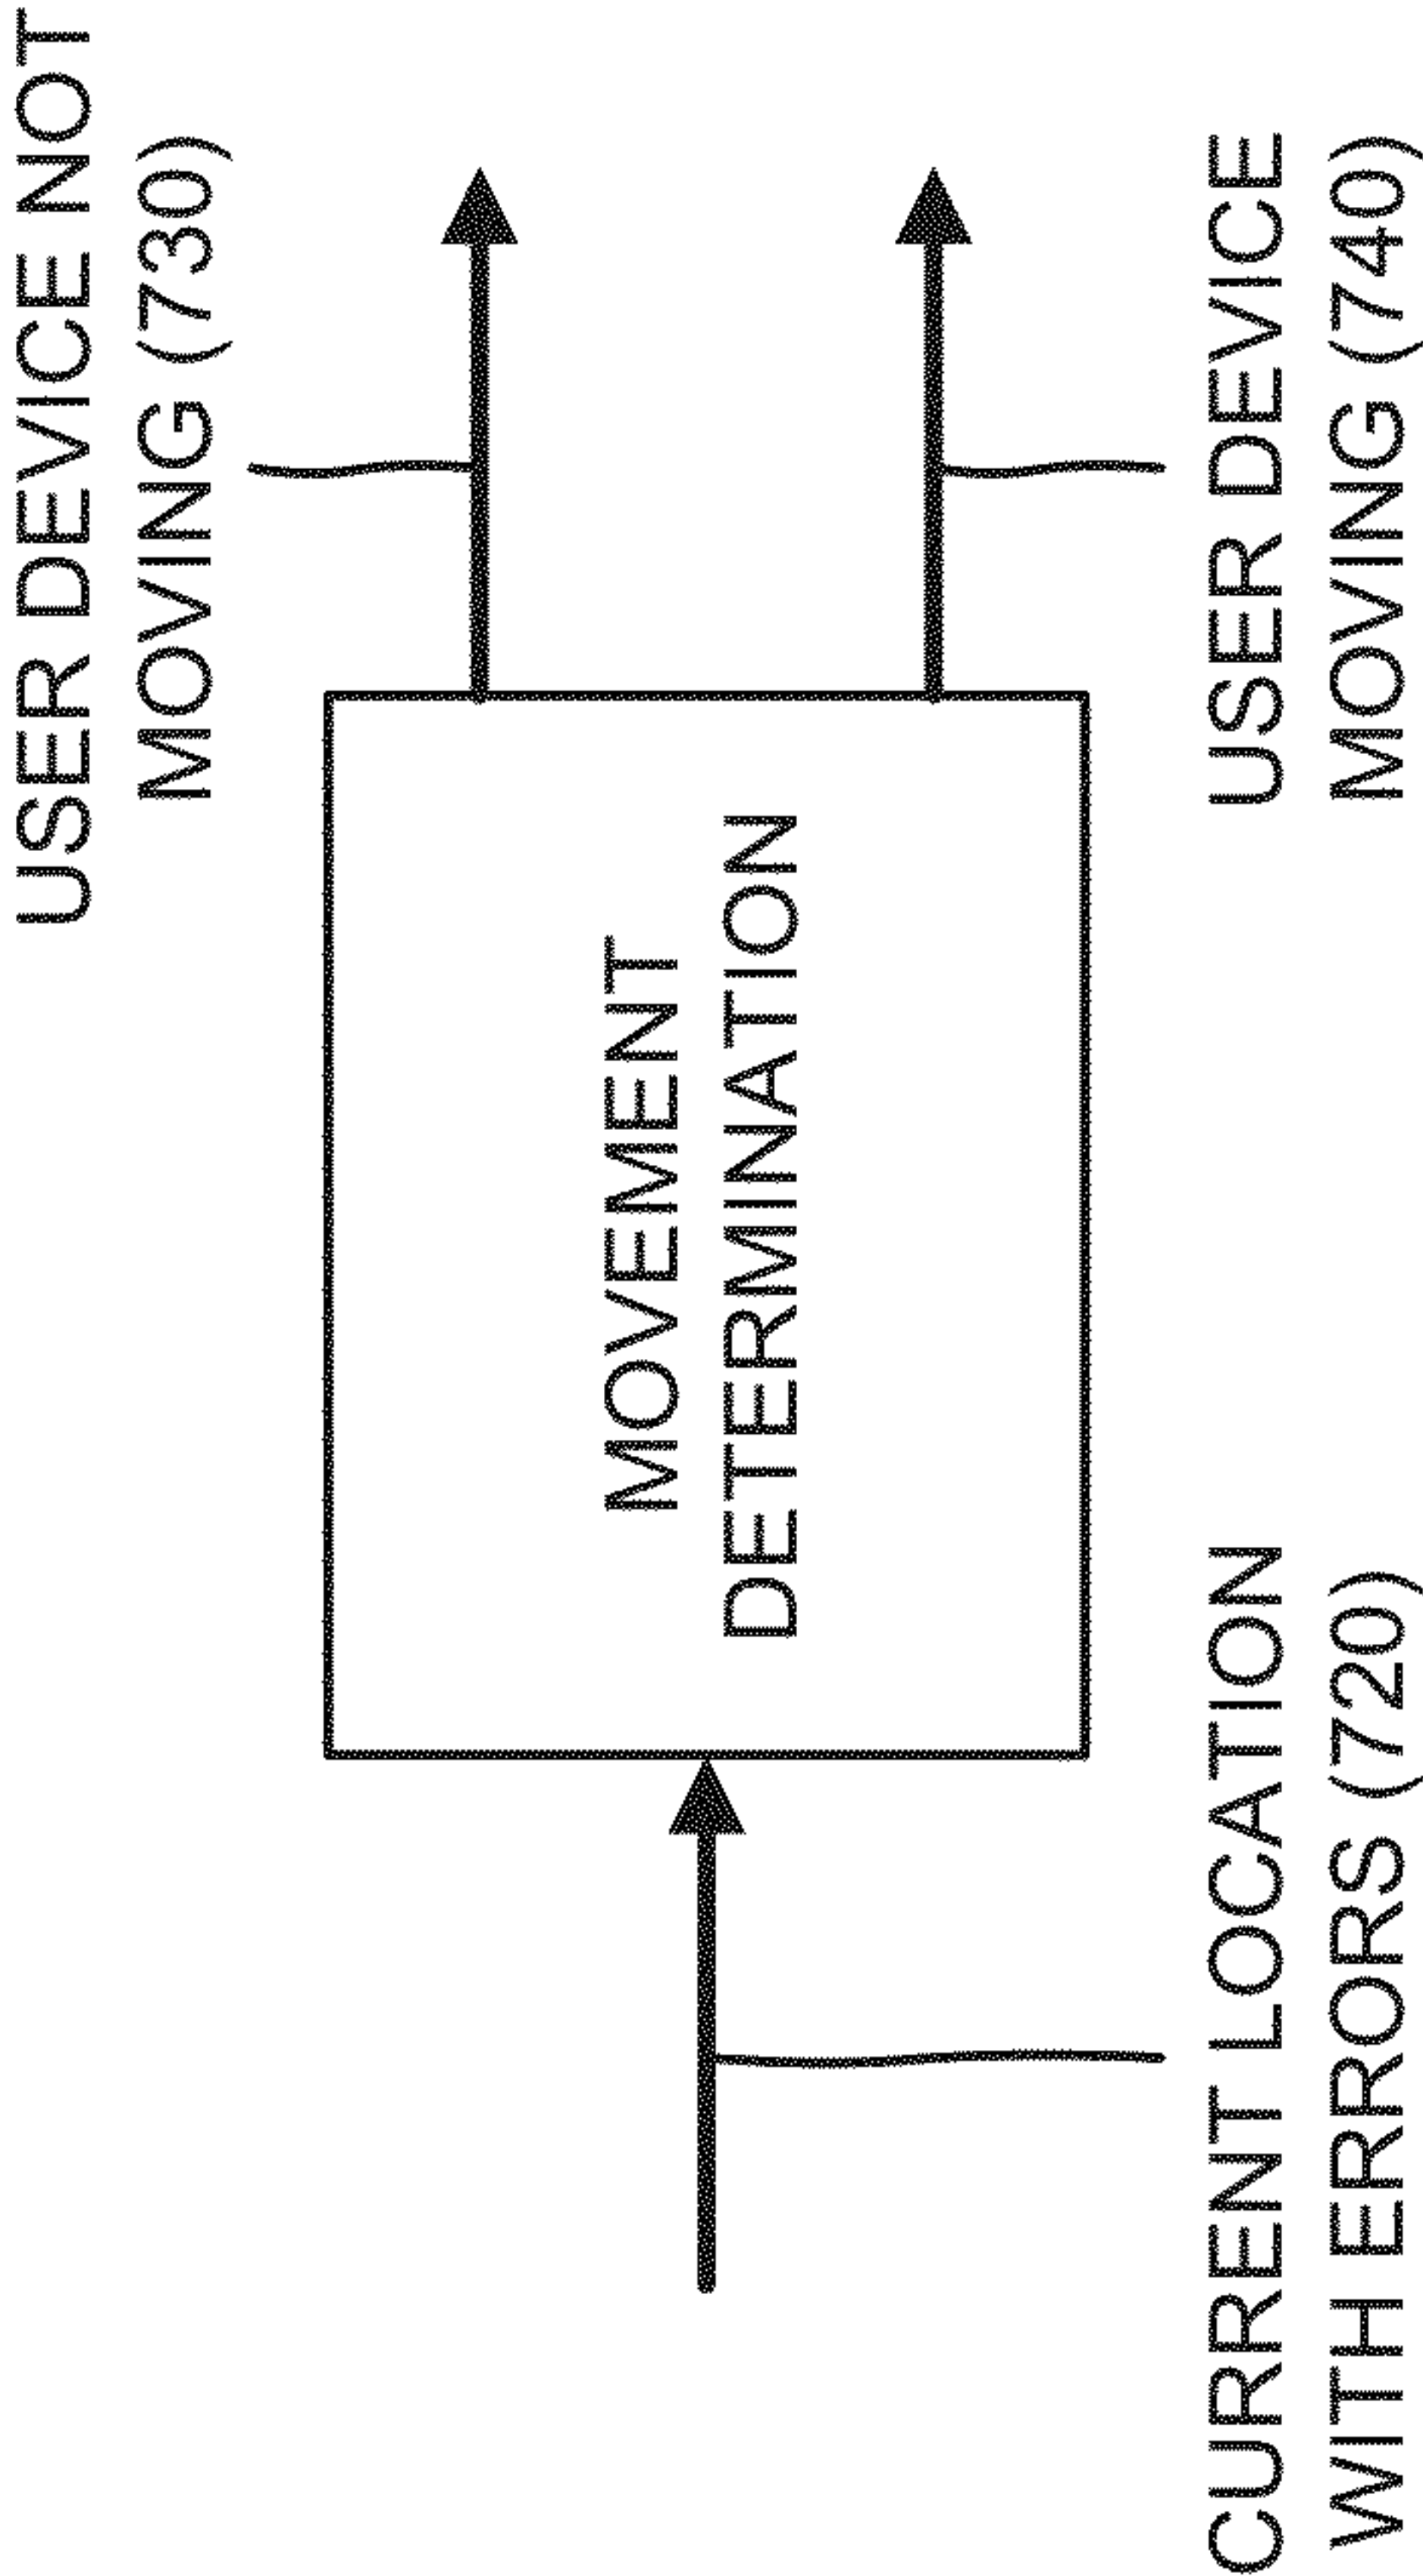 USER DEVICE NOT
MOVING (730)
MOVEMENT
DETERMINATION
CURRENT LOCATION
WITH ERRORS (720)
USER DEVICE
MOVING (740)